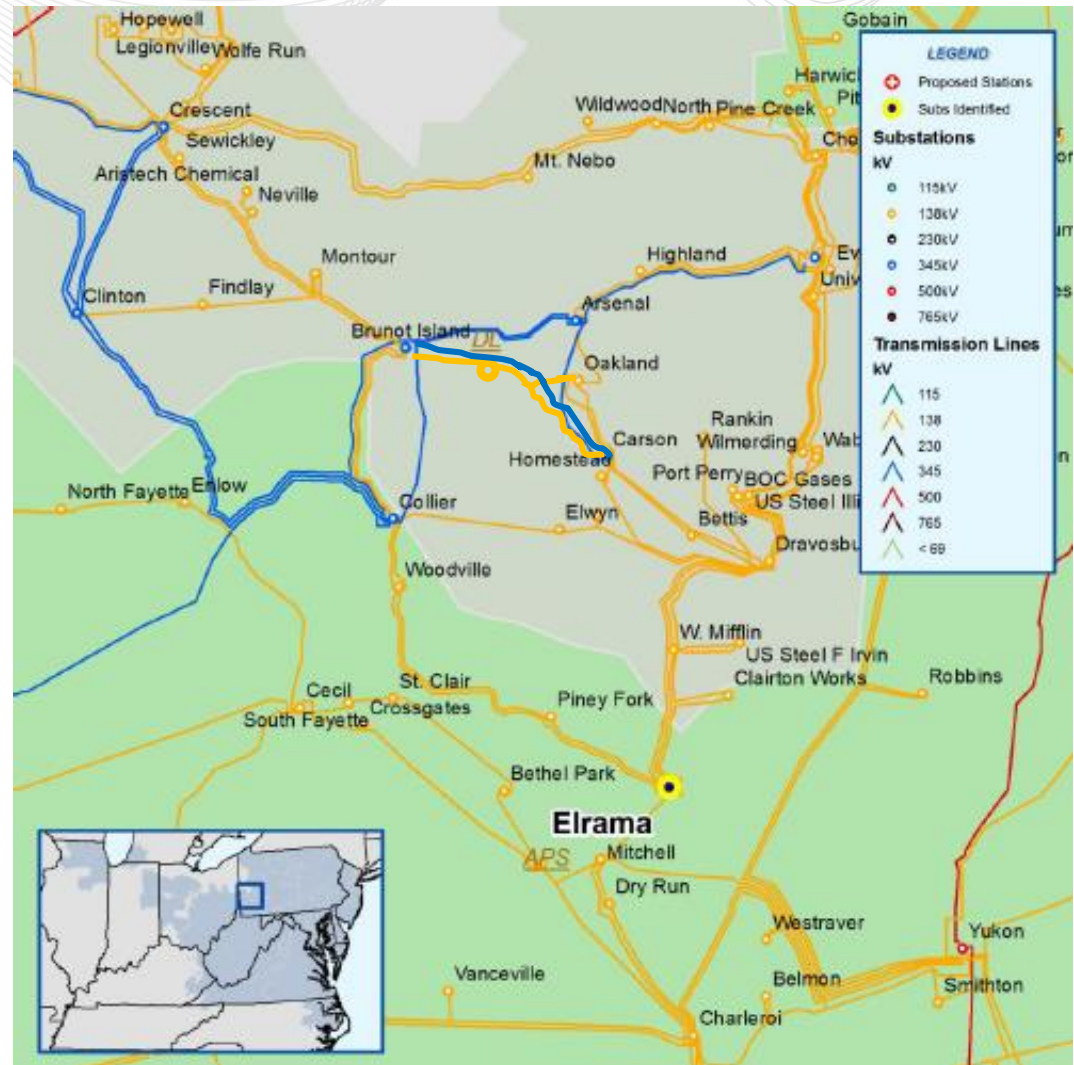 Hopewell
Gobain
Legionville
Wolfe Run
LEGEND
Proposed Stations
Subs Identified
Substations
kV
115kV
138kV
230kV
345kV
500kV
765kV
Transmission Lines
kV
115
138
230
345
500
765
< 69
Crescent
Wildwood
North
Pine Creek
Sewickley
Mt. Nebo
Aristech Chemical
Neville
Montour
Highland
Findlay
Clinton
Arsenal
Brunot Island
DL
Oakland
Rankin
Carson
Wilmerding
Homestead
Port Perry
BOC Gases
North Fayette
Enlow
Collier
Elwyn
Bettis
Woodville
W. Mifflin
US Steel F Irvin
Clairton Works
Robbins
Cecil
St. Clair
Piney Fork
South Fayette
Crossgates
Bethel Park
Elrama
APS
Mitchell
Dry Run
Westraver
Yukon
Vanceville
Belmon
Smithton
Charleroi